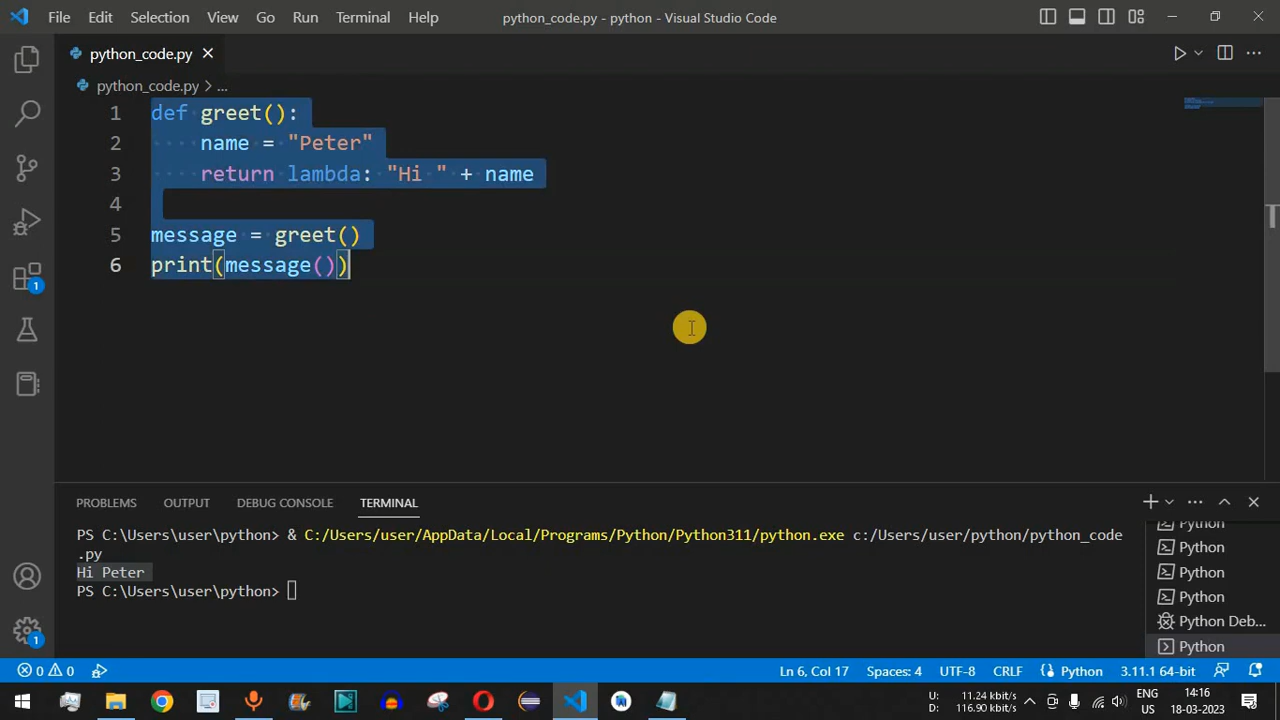 File Edit Selection View Go Run Terminal Help python_code.py - python - Visual Studio Code
python_code.py
python_code.py > ...
1 def greet():
2 name = "Peter"
3 return lambda: "Hi " + name
4
5 message = greet()
6 print(message())
PROBLEMS OUTPUT DEBUG CONSOLE TERMINAL
PS C:\Users\user\python> & C:/Users/user/AppData/Local/Programs/Python/Python311/python.exe c:/Users/user/python/python_code
.py
Hi Peter
PS C:\Users\user\python>
Python
Python
Python
Python
Python Deb...
Python
1
1
0 0 Ln 6, Col 17 Spaces: 4 UTF-8 CRLF Python 3.11.1 64-bit
U: 11.24 kbit/s
D: 116.90 kbit/s
ENG
US
14:16
18-03-2023